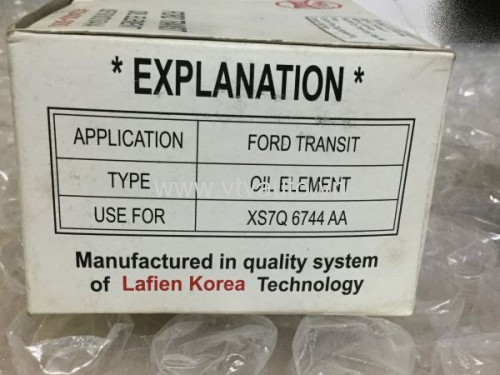 * EXPLANATION *
APPLICATION FORD TRANSIT
TYPE OIL ELEMENT
USE FOR XS7Q 6744 AA
Manufactured in quality system
of Lafien Korea Technology